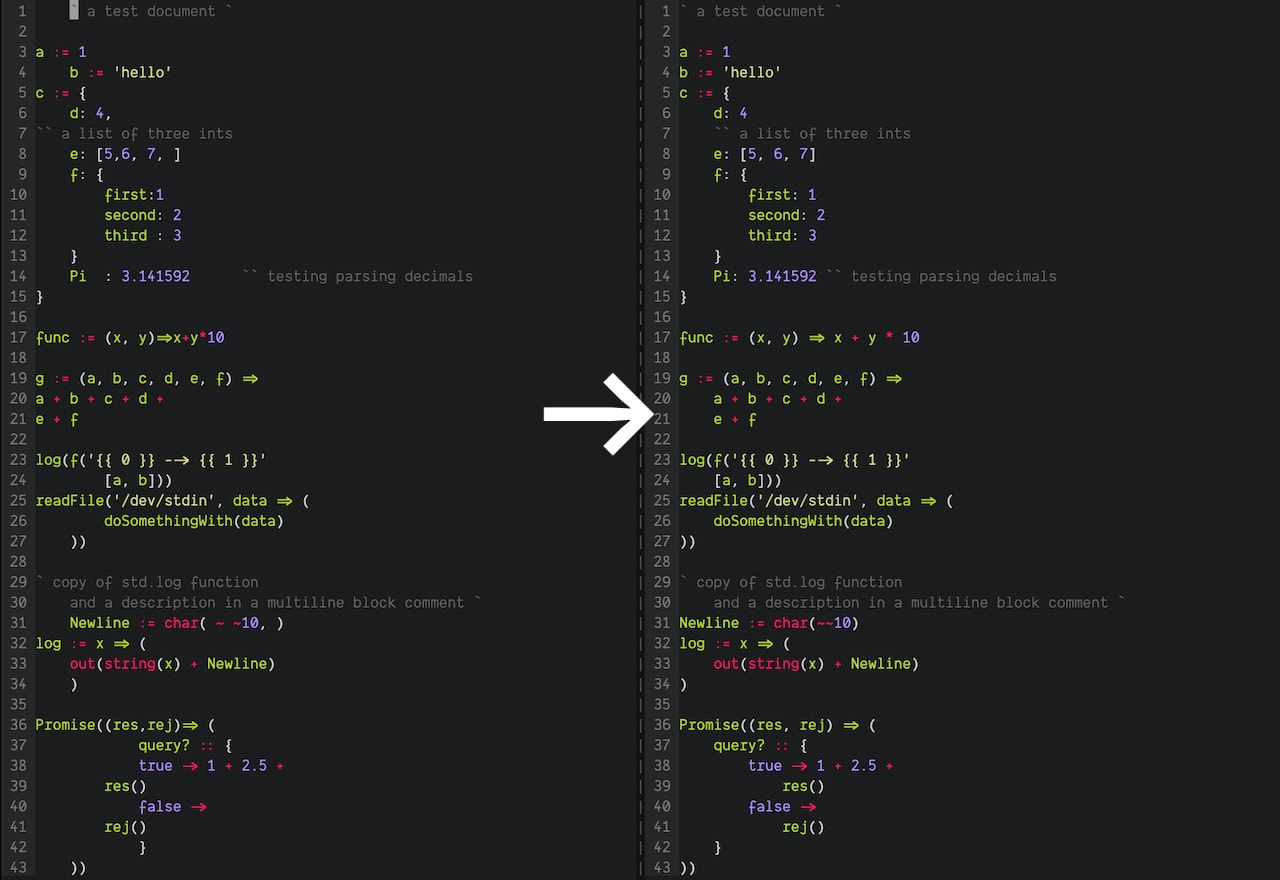 1     ` a test document `
2
3 a := 1
4     b := 'hello'
5 c := {
6     d: 4,
7 `` a list of three ints
8     e: [5,6, 7, ]
9     f: {
10         first:1
11         second: 2
12         third : 3
13     }
14     Pi  : 3.141592      `` testing parsing decimals
15 }
16
17 func := (x, y)=>x+y*10
18
19 g := (a, b, c, d, e, f) =>
20 a + b + c + d +
21 e + f
22
23 log(f('{{ 0 }} --> {{ 1 }}'
24         [a, b]))
25 readFile('/dev/stdin', data => (
26         doSomethingWith(data)
27     ))
28
29 ` copy of std.log function
30     and a description in a multiline block comment `
31     Newline := char( ~ ~10, )
32 log := x => (
33     out(string(x) + Newline)
34     )
35
36 Promise((res,rej)=> (
37             query? :: {
38             true -> 1 + 2.5 +
39         res()
40             false ->
41         rej()
42             }
43     ))
1 ` a test document `
2
3 a := 1
4 b := 'hello'
5 c := {
6     d: 4
7     `` a list of three ints
8     e: [5, 6, 7]
9     f: {
10         first: 1
11         second: 2
12         third: 3
13     }
14     Pi: 3.141592 `` testing parsing decimals
15 }
16
17 func := (x, y) => x + y * 10
18
19 g := (a, b, c, d, e, f) =>
20     a + b + c + d +
21     e + f
22
23 log(f('{{ 0 }} --> {{ 1 }}'
24     [a, b]))
25 readFile('/dev/stdin', data => (
26     doSomethingWith(data)
27 ))
28
29 ` copy of std.log function
30     and a description in a multiline block comment `
31 Newline := char(~~10)
32 log := x => (
33     out(string(x) + Newline)
34 )
35
36 Promise((res, rej) => (
37     query? :: {
38         true -> 1 + 2.5 +
39             res()
40         false ->
41             rej()
42     }
43 ))